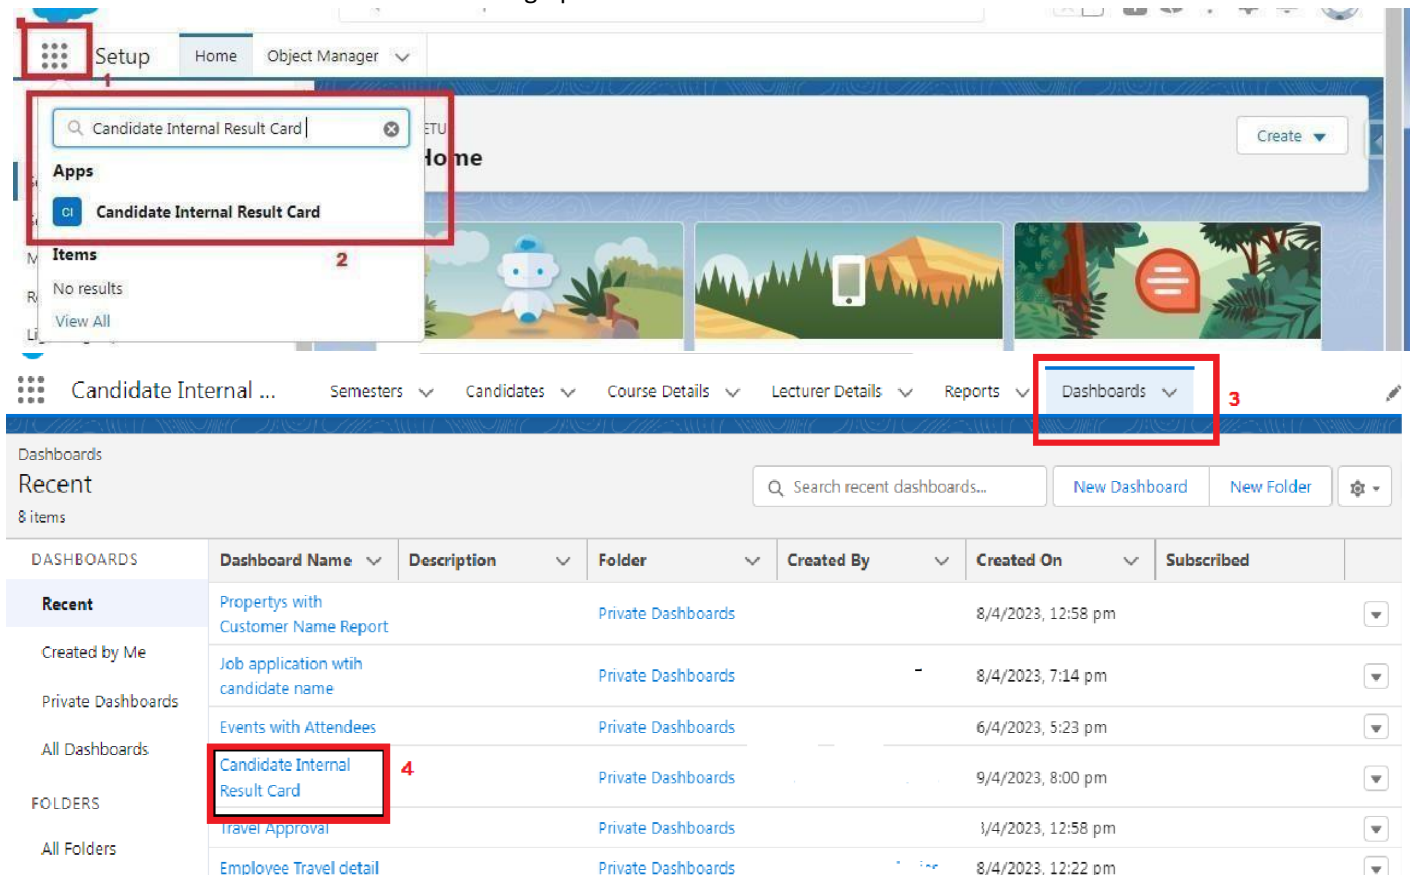 Setup
Home
Object Manager
1
Candidate Internal Result Card
Home
Create
Apps
CI
Candidate Internal Result Card
Items
2
No results
View All
Candidate Internal ...
Semesters
Candidates
Course Details
Lecturer Details
Reports
Dashboards
3
Dashboards
Recent
8 items
Search recent dashboards...
New Dashboard
New Folder
DASHBOARDS
Recent
Created by Me
Private Dashboards
All Dashboards
FOLDERS
All Folders
Dashboard Name
Description
Folder
Created By
Created On
Subscribed
Propertys with
Customer Name Report
Private Dashboards
8/4/2023, 12:58 pm
Job application wtih
candidate name
Private Dashboards
8/4/2023, 7:14 pm
Events with Attendees
Private Dashboards
6/4/2023, 5:23 pm
Candidate Internal
Result Card
4
Private Dashboards
9/4/2023, 8:00 pm
Travel Approval
Private Dashboards
/4/2023, 12:58 pm
Employee Travel detail
Private Dashboards
8/4/2023, 12:22 pm